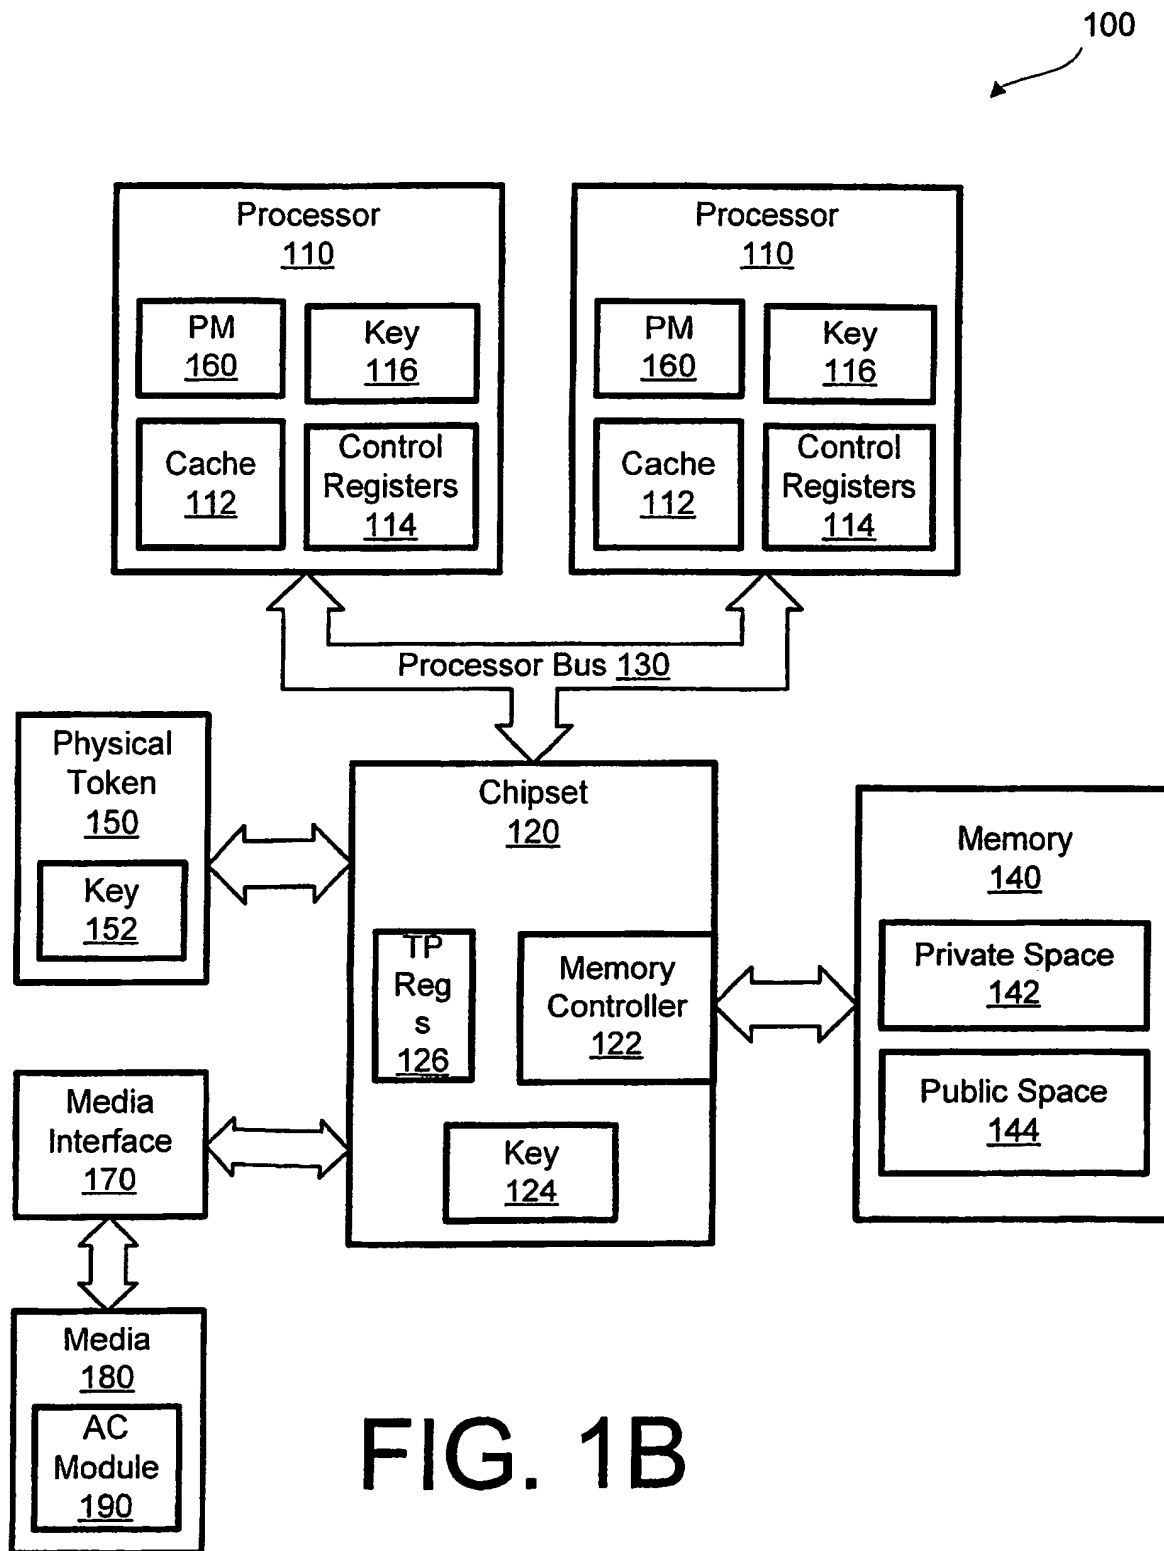 100
Processor
110
PM
160
Key
116
Cache
112
Control
Registers
114
Processor
110
PM
160
Key
116
Cache
112
Control
Registers
114
Processor Bus 130
Physical
Token
150
Key
152
Chipset
120
TP
Reg
s
126
Memory
Controller
122
Key
124
Memory
140
Private Space
142
Public Space
144
Media
Interface
170
Media
180
AC
Module
190
FIG. 1B